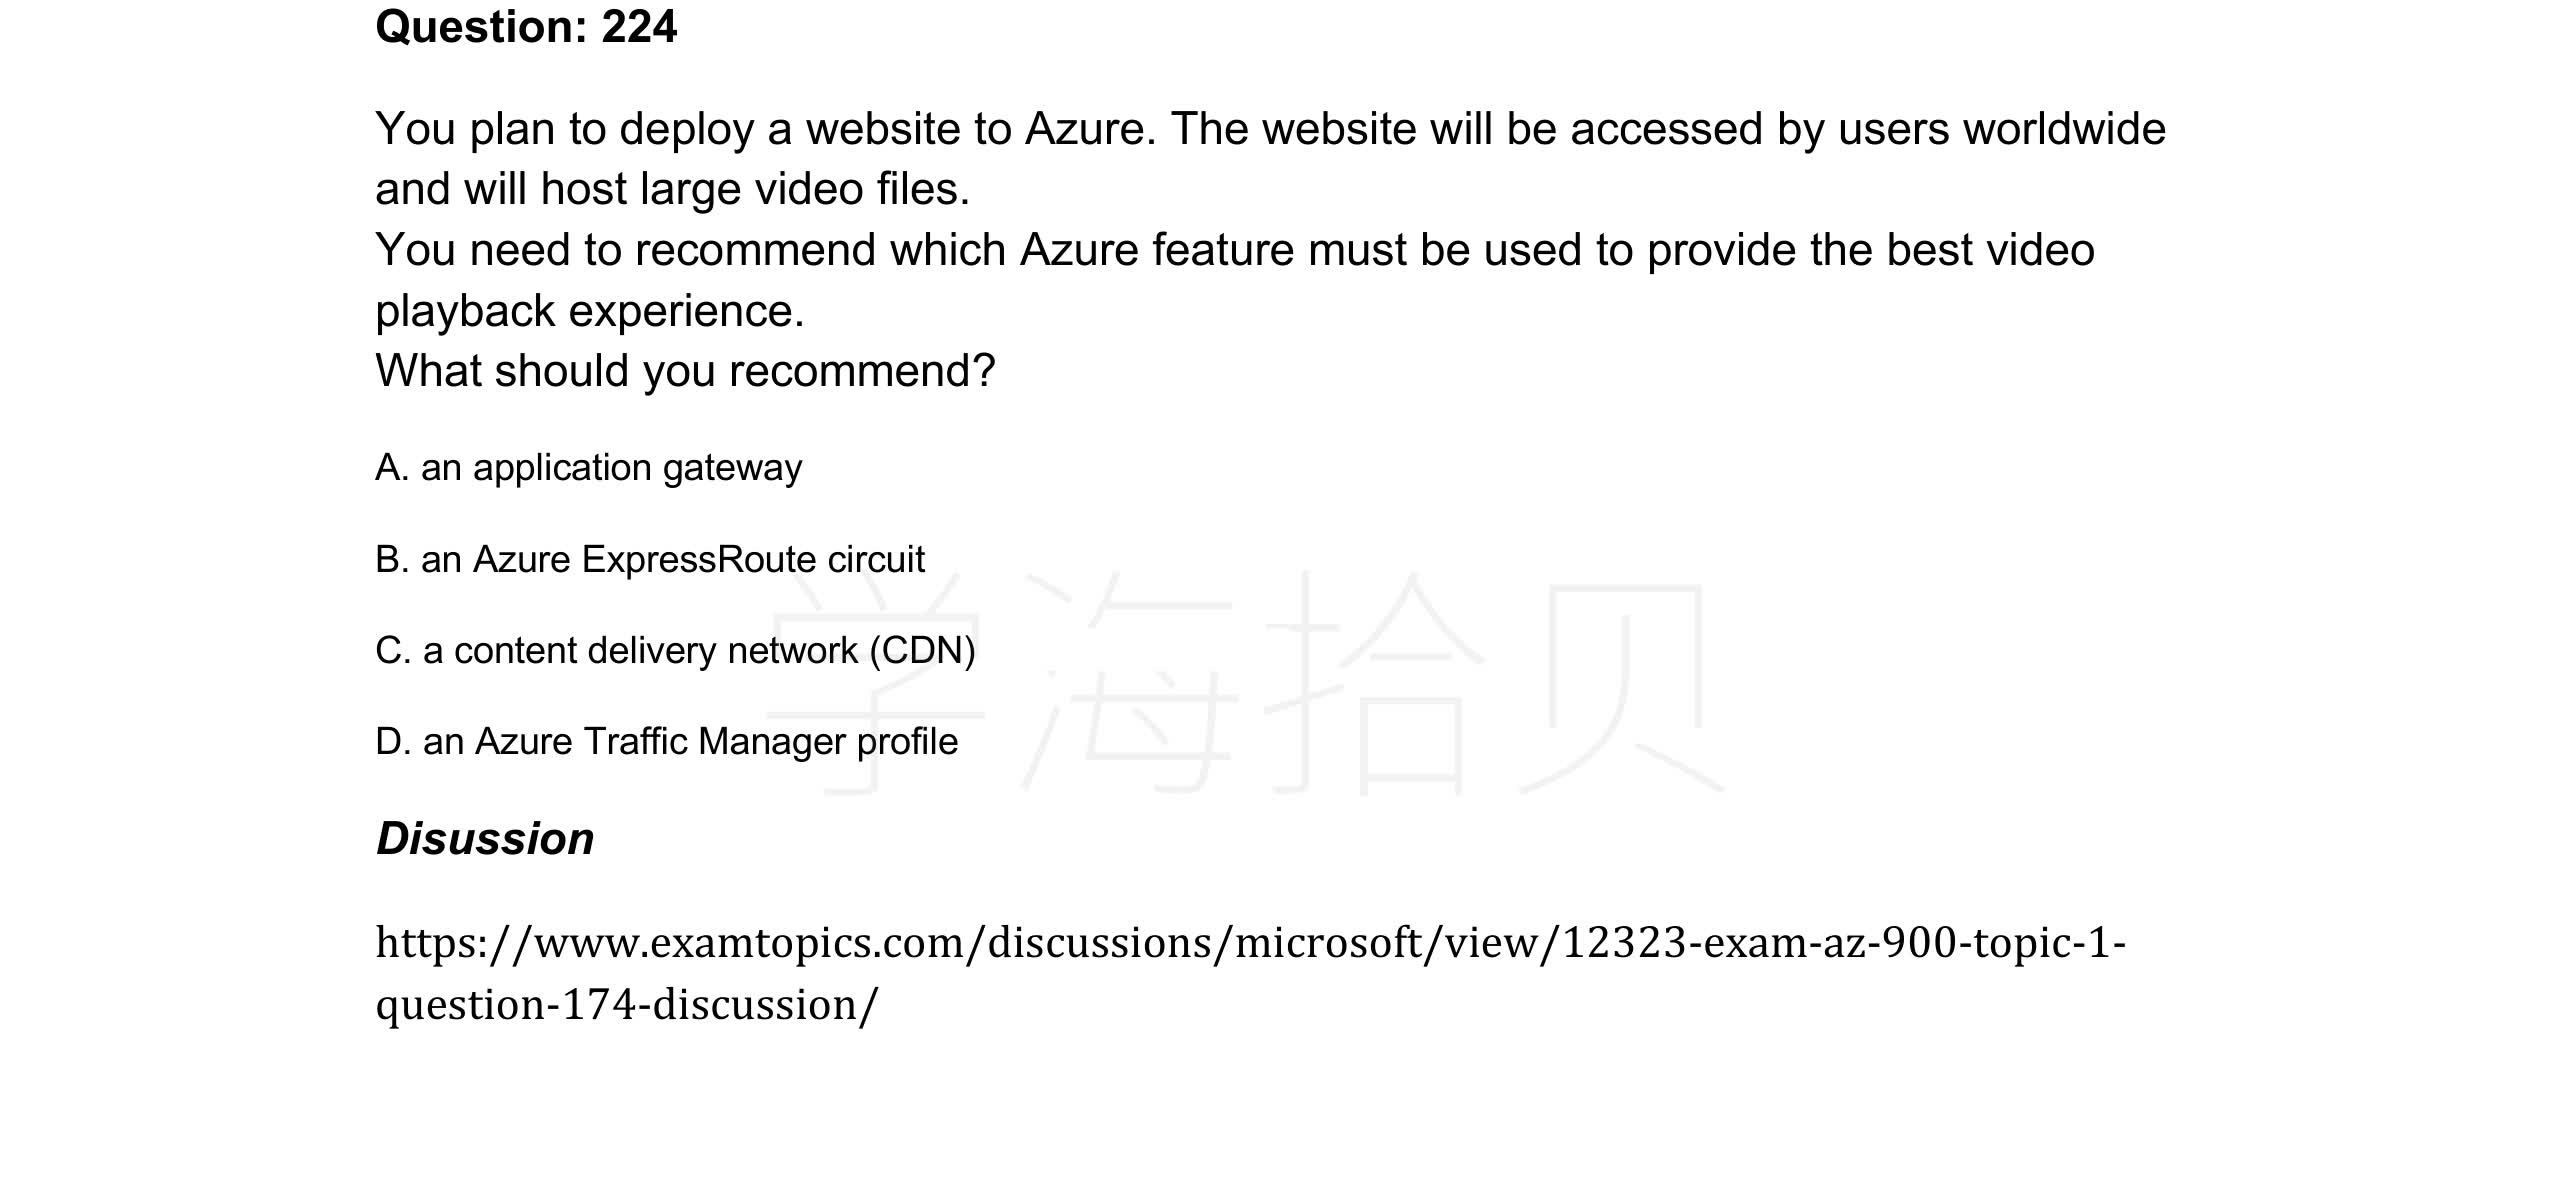 Question: 224
You plan to deploy a website to Azure. The website will be accessed by users worldwide
and will host large video files.
You need to recommend which Azure feature must be used to provide the best video
playback experience.
What should you recommend?
A. an application gateway
B. an Azure ExpressRoute circuit
C. a content delivery network (CDN)
D. an Azure Traffic Manager profile
学海拾贝
Disussion
https://www.examtopics.com/discussions/microsoft/view/12323-exam-az-900-topic-1-
question-174-discussion/